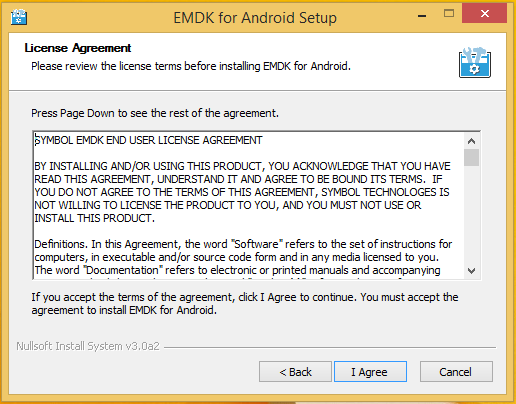 EMDK for Android Setup
License Agreement
Please review the license terms before installing EMDK for Android.
Press Page Down to see the rest of the agreement.
SYMBOL EMDK END USER LICENSE AGREEMENT
BY INSTALLING AND/OR USING THIS PRODUCT, YOU ACKNOWLEDGE THAT YOU HAVE
READ THIS AGREEMENT, UNDERSTAND IT AND AGREE TO BE BOUND ITS TERMS.  IF
YOU DO NOT AGREE TO THE TERMS OF THIS AGREEMENT, SYMBOL TECHNOLOGES IS
NOT WILLING TO LICENSE THE PRODUCT TO YOU, AND YOU MUST NOT USE OR
INSTALL THIS PRODUCT.
Definitions. In this Agreement, the word "Software" refers to the set of instructions for
computers, in executable and/or source code form and in any media licensed to you.
The word "Documentation" refers to electronic or printed manuals and accompanying
If you accept the terms of the agreement, click I Agree to continue. You must accept the
agreement to install EMDK for Android.
Nullsoft Install System v3.0a2
< Back
I Agree
Cancel